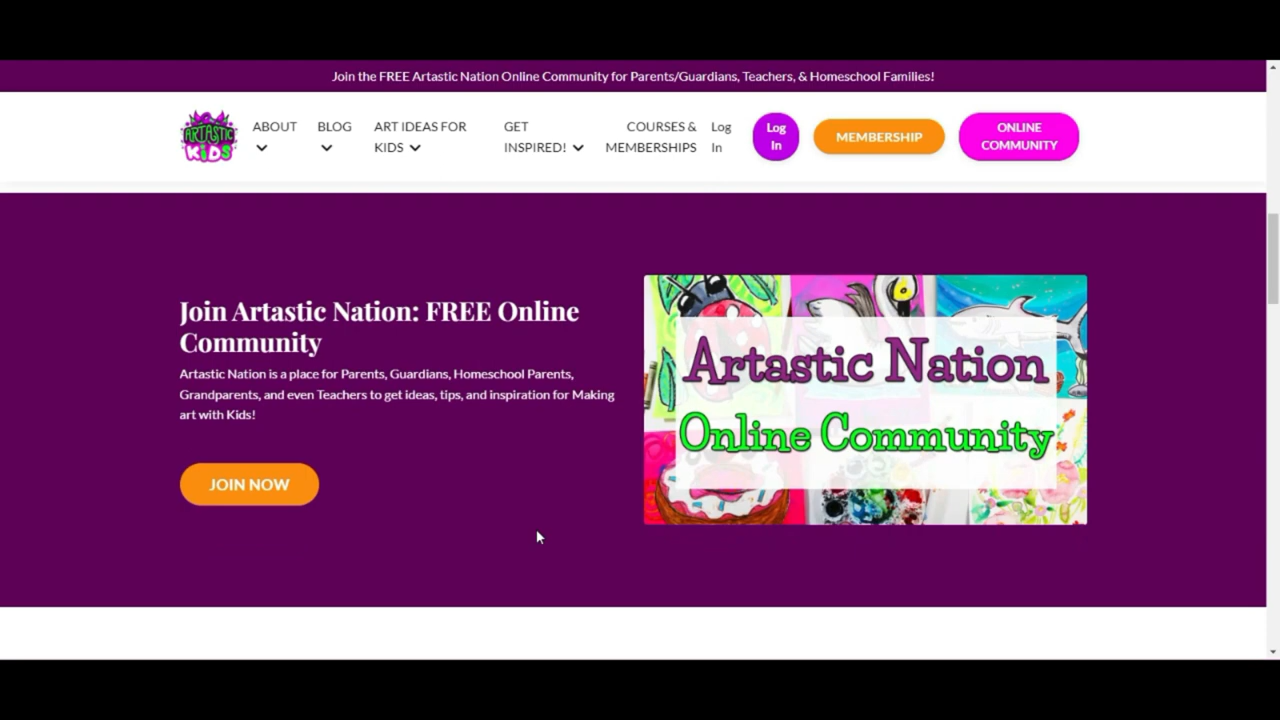 Join the FREE Artastic Nation Online Community for Parents/Guardians, Teachers, & Homeschool Families!
ARTASTIC
KIDS
ABOUT
BLOG
ART IDEAS FOR
KIDS
GET
INSPIRED!
COURSES &
MEMBERSHIPS
Log
In
Log
In
MEMBERSHIP
ONLINE
COMMUNITY
Join Artastic Nation: FREE Online
Community
Artastic Nation is a place for Parents, Guardians, Homeschool Parents,
Grandparents, and even Teachers to get ideas, tips, and inspiration for Making
art with Kids!
JOIN NOW
Artastic Nation
Online Community